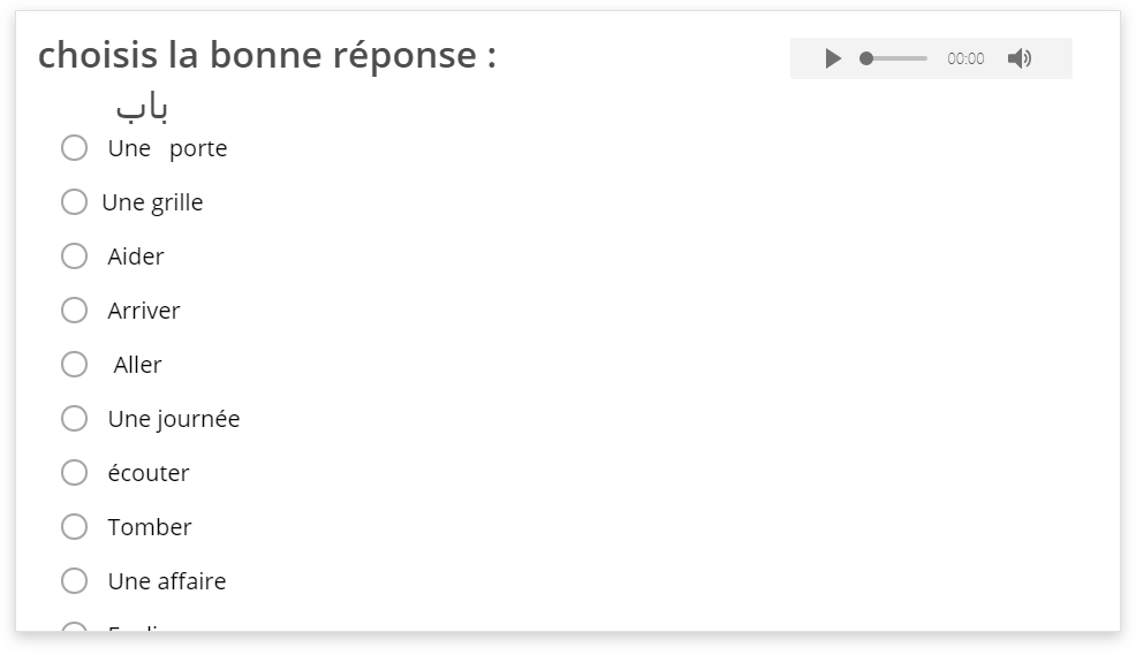 choisis la bonne réponse :
00:00
باب
Une porte
Une grille
Aider
Arriver
Aller
Une journée
écouter
Tomber
Une affaire